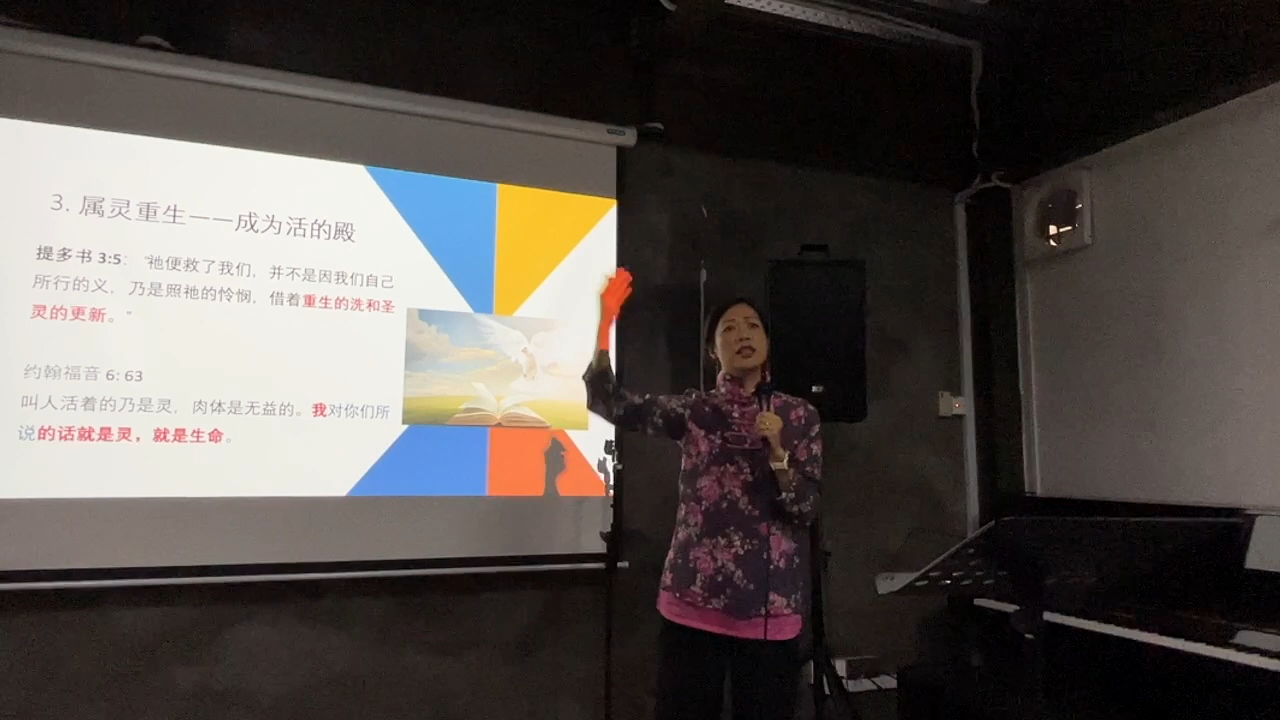 3. 属灵重生——成为活的殿
提多书 3:5： “祂便救了我们，并不是因我们自己
所行的义，乃是照祂的怜悯，借着重生的洗和圣
灵的更新。”
约翰福音 6: 63
叫人活着的乃是灵，肉体是无益的。我对你们所
说的话就是灵，就是生命。